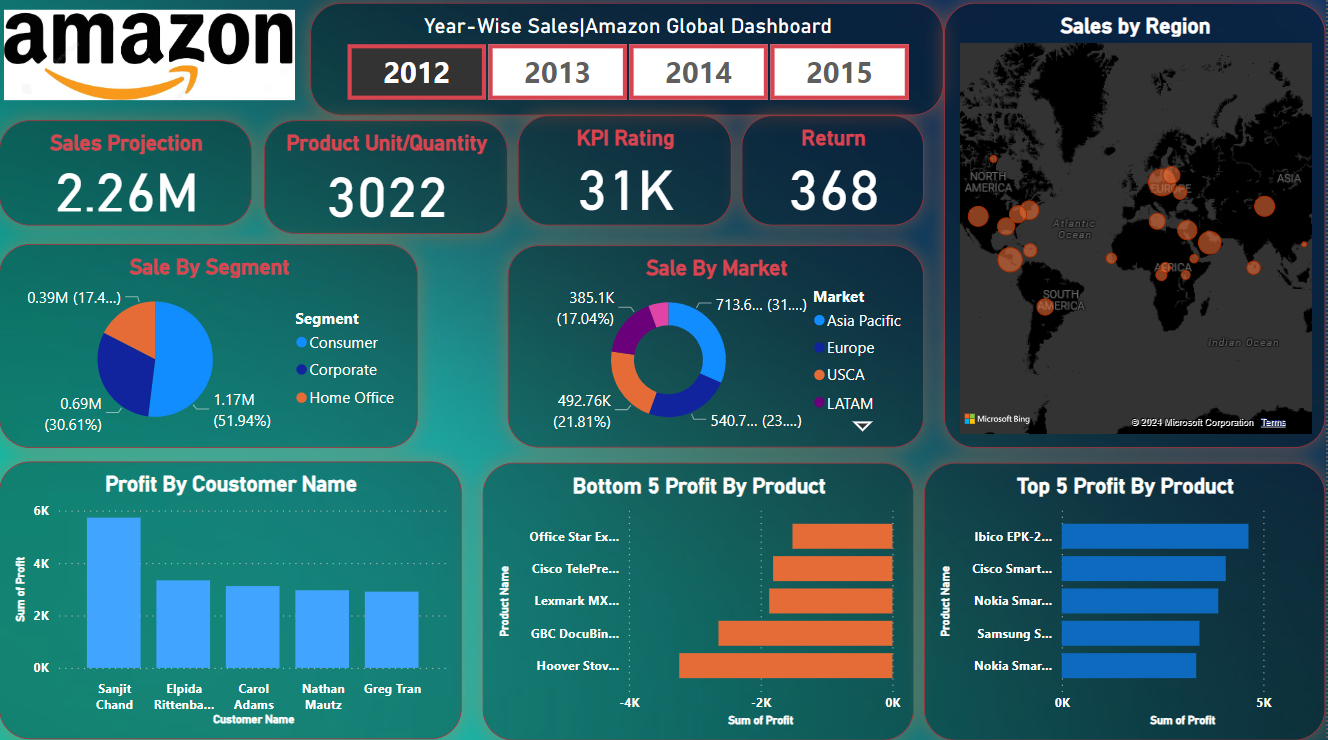 amazon
Year-Wise Sales|Amazon Global Dashboard
2012
2013
2014
2015
Sales by Region
NORTH
AMERICA
EUROPE
ASIA
Atlantic
Ocean
AFRICA
SOUTH
AMERICA
Indian Ocean
Microsoft Bing
© 2024 Microsoft Corporation Terms
Sales Projection
2.26M
Product Unit/Quantity
3022
KPI Rating
31K
Return
368
Sale By Segment
0.39M (17.4...)
0.69M
(30.61%)
1.17M
(51.94%)
Segment
Consumer
Corporate
Home Office
Sale By Market
385.1K
(17.04%)
713.6... (31....)
492.76K
(21.81%)
540.7... (23....)
Market
Asia Pacific
Europe
USCA
LATAM
Profit By Coustomer Name
Sum of Profit
6K
4K
2K
0K
Sanjit
Chand
Elpida
Rittenba...
Carol
Adams
Nathan
Mautz
Greg Tran
Customer Name
Bottom 5 Profit By Product
Product Name
Office Star Ex...
Cisco TelePre...
Lexmark MX...
GBC DocuBin...
Hoover Stov...
-4K
-2K
0K
Sum of Profit
Top 5 Profit By Product
Product Name
Ibico EPK-2...
Cisco Smart...
Nokia Smar...
Samsung S...
Nokia Smar...
0K
5K
Sum of Profit